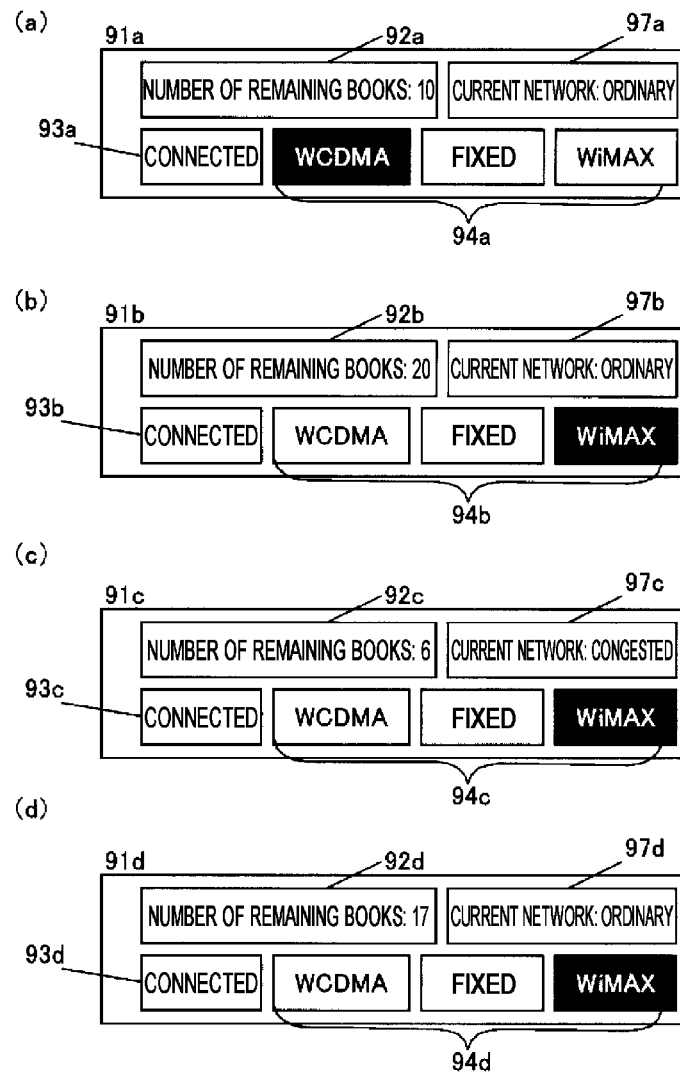 (a)
91a 92a 97a
NUMBER OF REMAINING BOOKS: 10 CURRENT NETWORK: ORDINARY
93a
CONNECTED WCDMA FIXED WiMAX
94a
(b)
91b 92b 97b
NUMBER OF REMAINING BOOKS: 20 CURRENT NETWORK: ORDINARY
93b
CONNECTED WCDMA FIXED WiMAX
94b
(c)
91c 92c 97c
NUMBER OF REMAINING BOOKS: 6 CURRENT NETWORK: CONGESTED
93c
CONNECTED WCDMA FIXED WiMAX
94c
(d)
91d 92d 97d
NUMBER OF REMAINING BOOKS: 17 CURRENT NETWORK: ORDINARY
93d
CONNECTED WCDMA FIXED WiMAX
94d